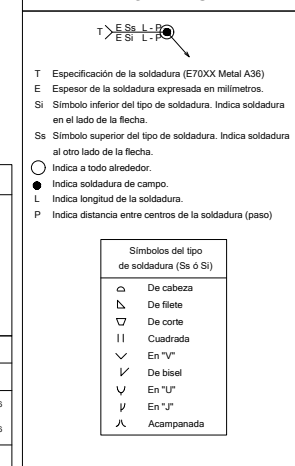 T E Ss L - P
E Si L - P
T Especificación de la soldadura (E70XX Metal A36)
E Espesor de la soldadura expresada en milímetros.
Si Símbolo inferior del tipo de soldadura. Indica soldadura
en el lado de la flecha.
Ss Símbolo superior del tipo de soldadura. Indica soldadura
al otro lado de la flecha.
Indica a todo alrededor.
Indica soldadura de campo.
L Indica longitud de la soldadura.
P Indica distancia entre centros de la soldadura (paso)
Símbolos del tipo
de soldadura (Ss ó Si)
De cabeza
De filete
De corte
Cuadrada
En "V"
De bisel
En "U"
En "J"
Acampanada